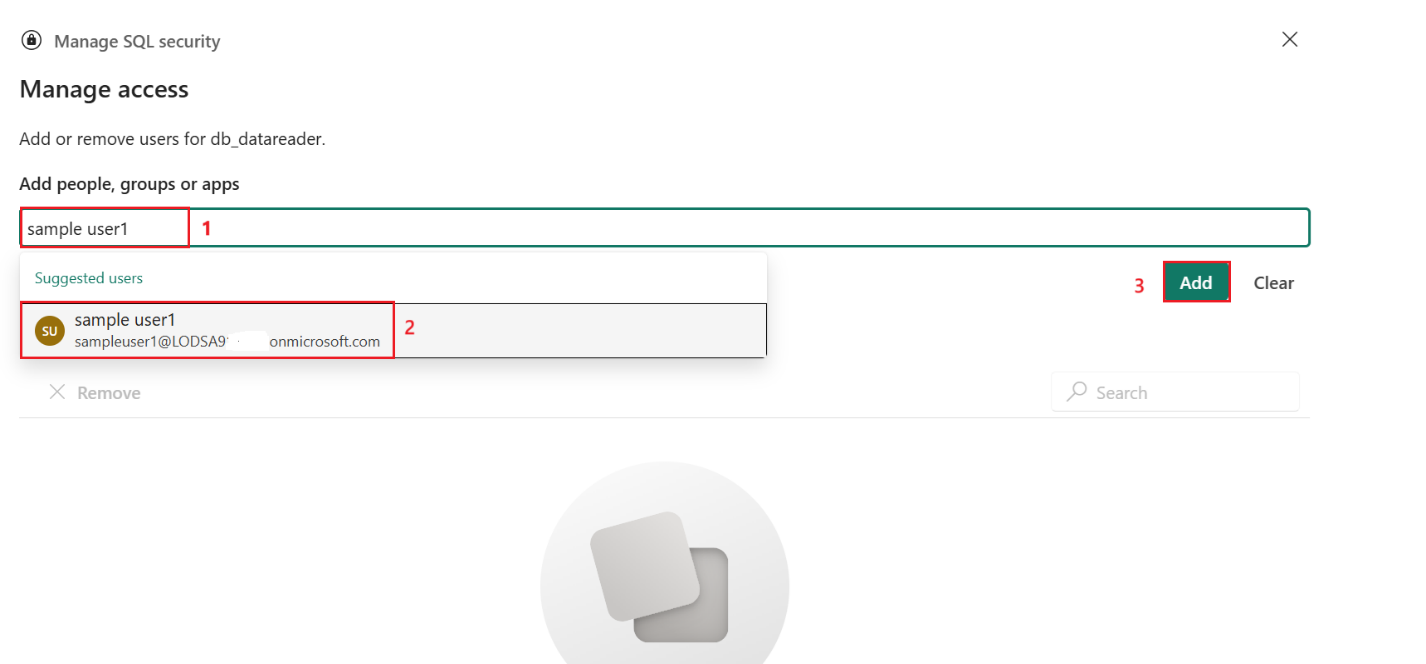 Manage SQL security
Manage access
Add or remove users for db_datareader.
Add people, groups or apps
sample user1 1
Suggested users
3 Add Clear
SU sample user1 2
sampleuser1@LODSA9 onmicrosoft.com
Remove
Search